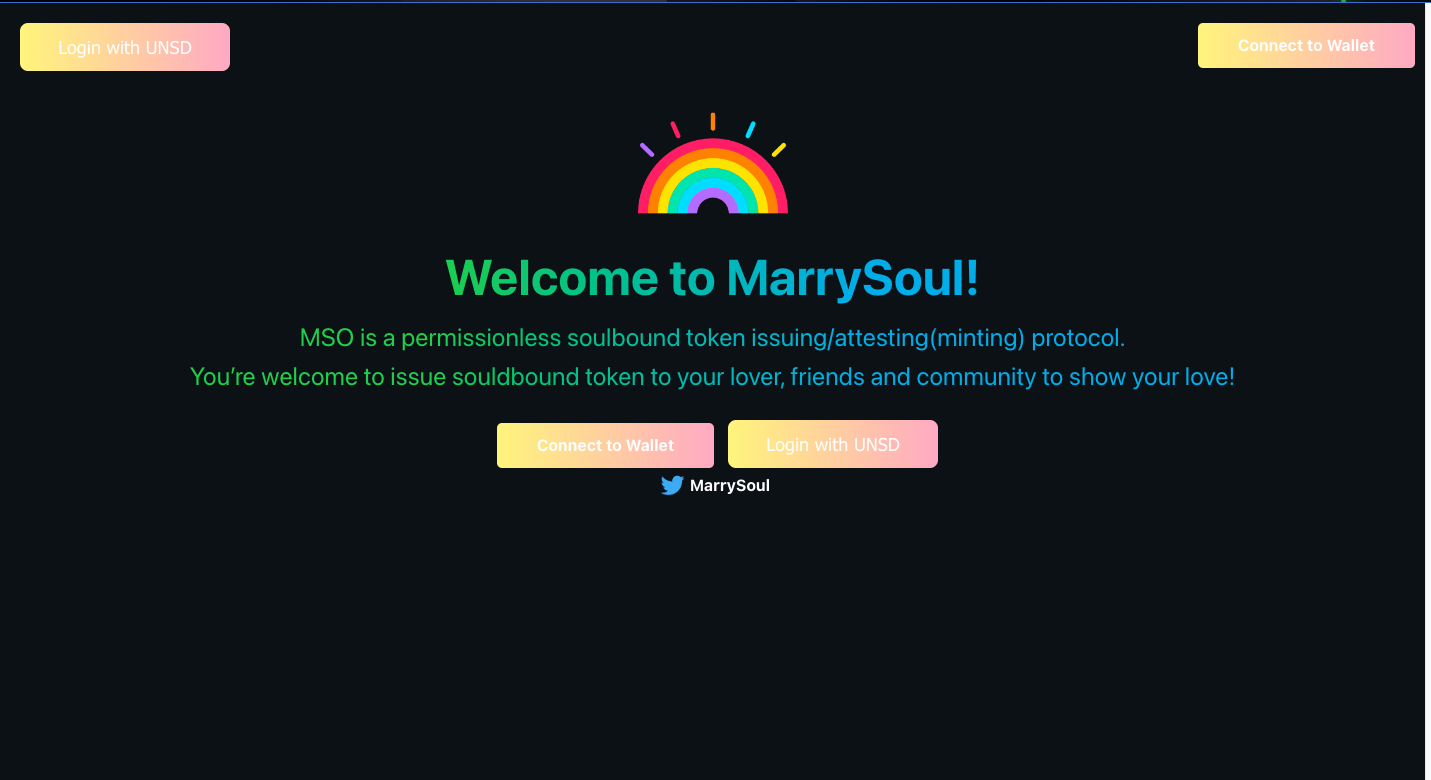 Login with UNSD
Connect to Wallet
Welcome to MarrySoul!
MSO is a permissionless soulbound token issuing/attesting(minting) protocol.
You’re welcome to issue souldbound token to your lover, friends and community to show your love!
Connect to Wallet
Login with UNSD
MarrySoul